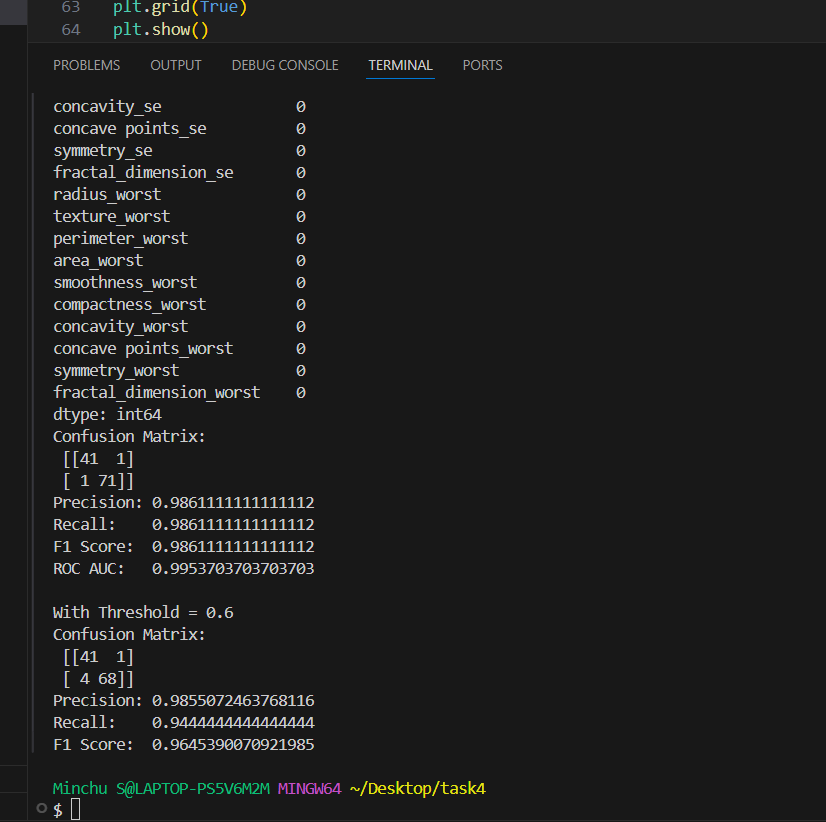 63 plt.grid(True)
64 plt.show()
PROBLEMS OUTPUT DEBUG CONSOLE TERMINAL PORTS
concavity_se 0
concave points_se 0
symmetry_se 0
fractal_dimension_se 0
radius_worst 0
texture_worst 0
perimeter_worst 0
area_worst 0
smoothness_worst 0
compactness_worst 0
concavity_worst 0
concave points_worst 0
symmetry_worst 0
fractal_dimension_worst 0
dtype: int64
Confusion Matrix:
[[41 1]
[ 1 71]]
Precision: 0.9861111111111112
Recall: 0.9861111111111112
F1 Score: 0.9861111111111112
ROC AUC: 0.9953703703703703
With Threshold = 0.6
Confusion Matrix:
[[41 1]
[ 4 68]]
Precision: 0.9855072463768116
Recall: 0.9444444444444444
F1 Score: 0.9645390070921985
Minchu S@LAPTOP-PS5V6M2M MINGW64 ~/Desktop/task4
$